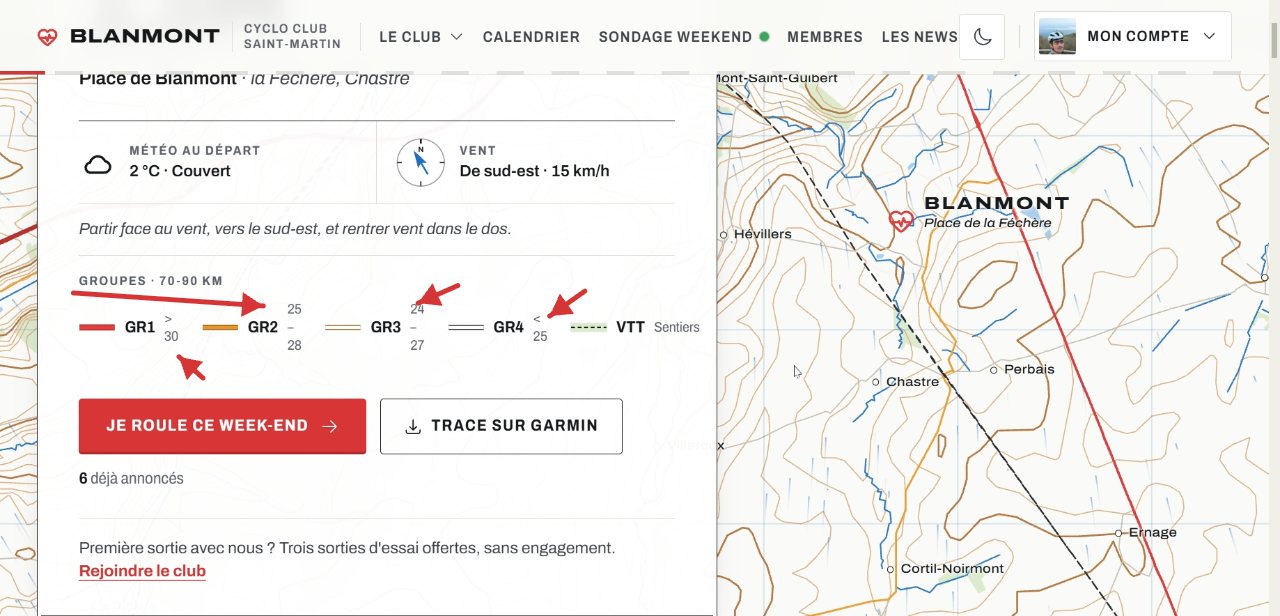 BLANMONT
CYCLO CLUB
SAINT-MARTIN
LE CLUB
CALENDRIER
SONDAGE WEEKEND
MEMBRES
LES NEWS
MON COMPTE
Place de Blanmont · la Féchère, Chastre
MÉTÉO AU DÉPART
2 °C · Couvert
N
VENT
De sud-est · 15 km/h
Partir face au vent, vers le sud-est, et rentrer vent dans le dos.
GROUPES · 70-90 KM
GR1 > 30
GR2 25 – 28
GR3 24 – 27
GR4 < 25
VTT Sentiers
JE ROULE CE WEEK-END →
TRACE SUR GARMIN
6 déjà annoncés
Première sortie avec nous ? Trois sorties d'essai offertes, sans engagement.
Rejoindre le club
Mont-Saint-Guibert
BLANMONT
Place de la Féchère
Hévillers
Perbais
Chastre
Villeroux
Ernage
Cortil-Noirmont